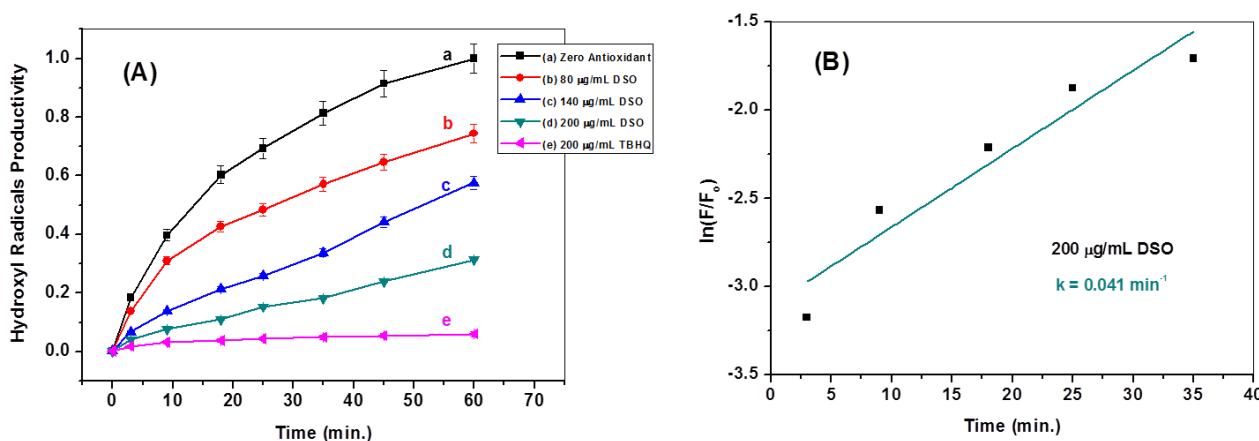 (A)
Hydroxyl Radicals Productivity
1.0
0.8
0.6
0.4
0.2
0.0
0 10 20 30 40 50 60 70
Time (min.)
a
b
c
d
e
(a) Zero Antioxidant
(b) 80 µg/mL DSO
(c) 140 µg/mL DSO
(d) 200 µg/mL DSO
(e) 200 µg/mL TBHQ
(B)
ln(F/Fo)
-1.5
-2.0
-2.5
-3.0
-3.5
0 5 10 15 20 25 30 35 40
Time (min.)
200 µg/mL DSO
k = 0.041 min-1